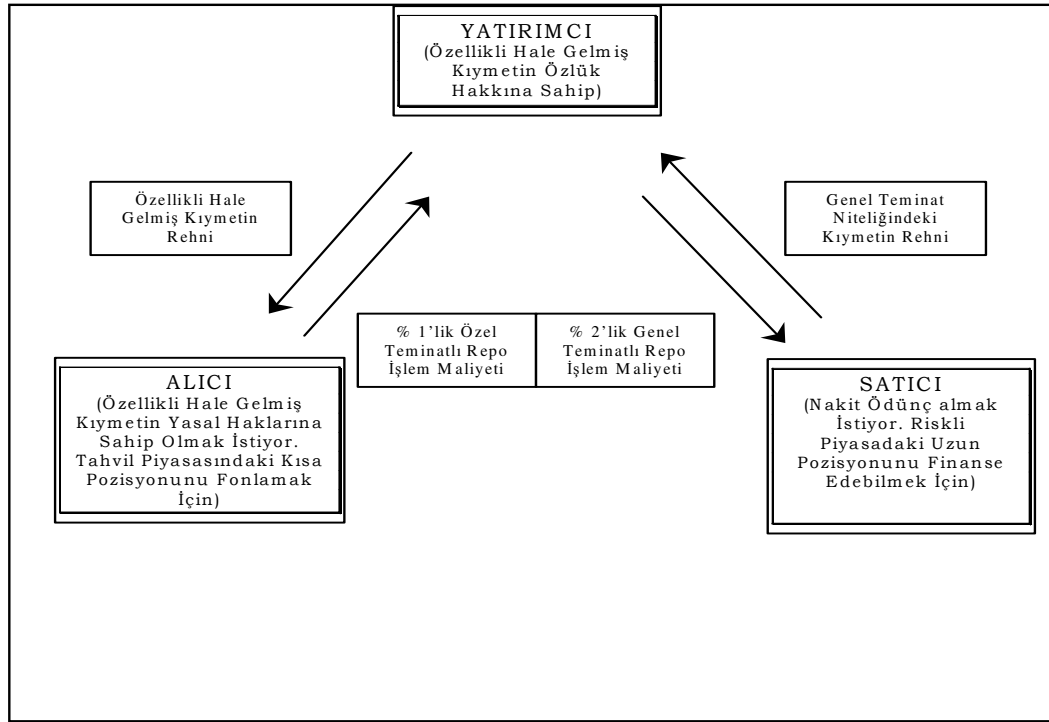 YATIRIMCI
(Özellikli Hale Gelmiş
Kıymetin Özlük
Hakkına Sahip)
Özellikli Hale
Gelmiş Kıymetin
Rehni
Genel Teminat
Niteliğindeki
Kıymetin Rehni
% 1’lik Özel
Teminatlı Repo
İşlem Maliyeti
% 2’lik Genel
Teminatlı Repo
İşlem Maliyeti
ALICI
(Özellikli Hale Gelmiş
Kıymetin Yasal Haklarına
Sahip Olmak İstiyor.
Tahvil Piyasasındaki Kısa
Pozisyonunu Fonlamak
İçin)
SATICI
(Nakit Ödünç almak
İstiyor. Riskli
Piyasadaki Uzun
Pozisyonunu Finanse
Edebilmek İçin)